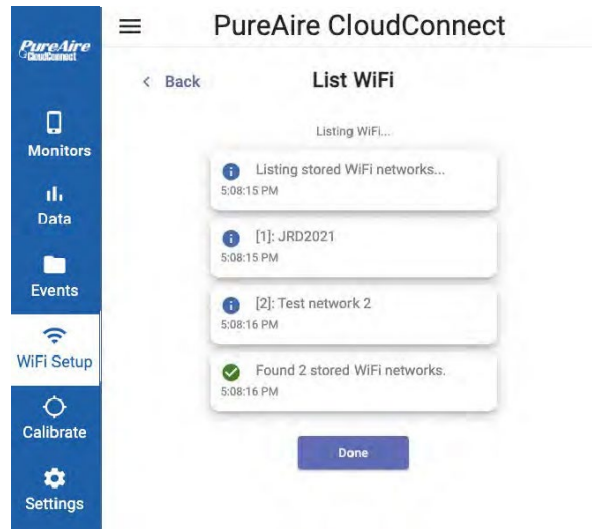 PureAire
CloudConnect
Monitors
Data
Events
WiFi Setup
Calibrate
Settings
PureAire CloudConnect
< Back
List WiFi
Listing WiFi...
Listing stored WiFi networks...
5:08:15 PM
[1]: JRD2021
5:08:15 PM
[2]: Test network 2
5:08:16 PM
Found 2 stored WiFi networks.
5:08:16 PM
Done